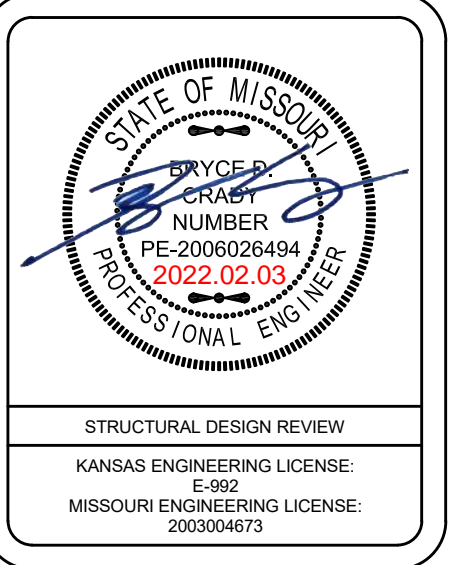 STATE OF MISSOURI
BRYCE D.
CRADY
NUMBER
PE-2006026494
2022.02.03
PROFESSIONAL ENGINEER
STRUCTURAL DESIGN REVIEW
KANSAS ENGINEERING LICENSE:
E-992
MISSOURI ENGINEERING LICENSE:
2003004673